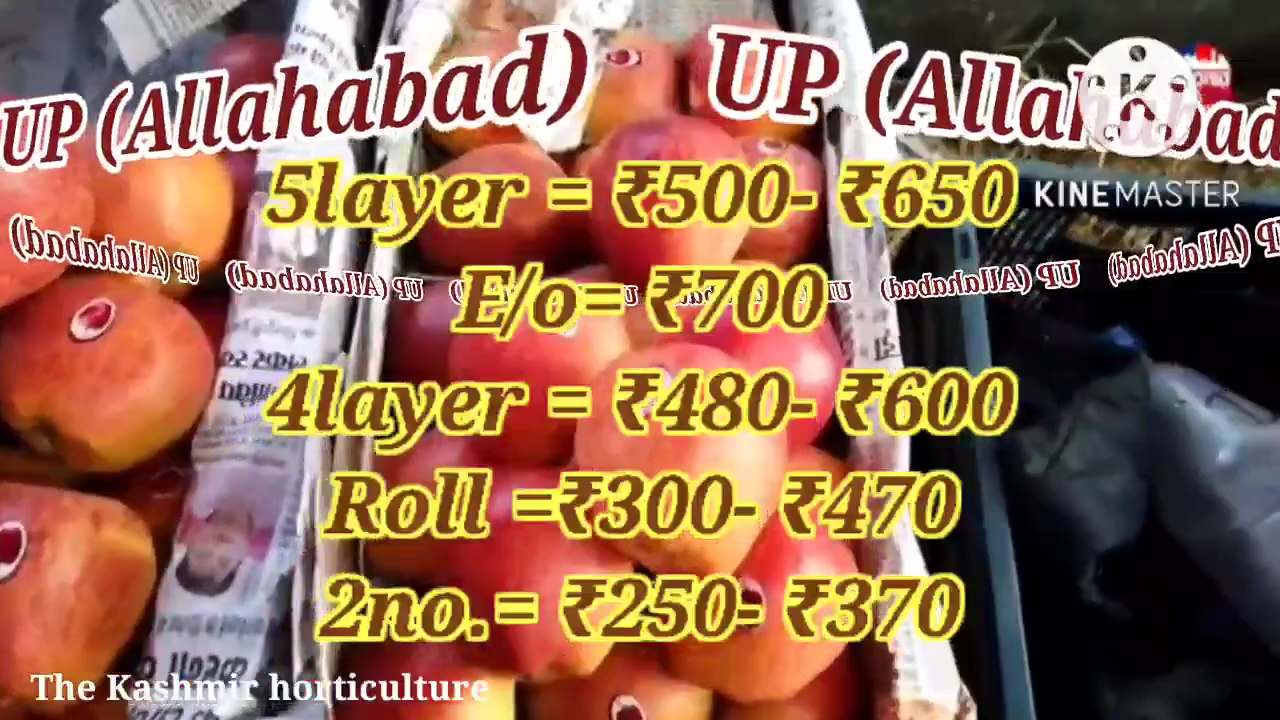 UP (Allahabad) UP (Allahabad)
5layer = ₹500- ₹650
KINEMASTER
UP (Allahabad) UP (Allahabad) UP (Allahabad) UP (Allahabad) UP
E/o= ₹700
4layer = ₹480- ₹600
Roll =₹300- ₹470
2no.= ₹250- ₹370
The Kashmir horticulture